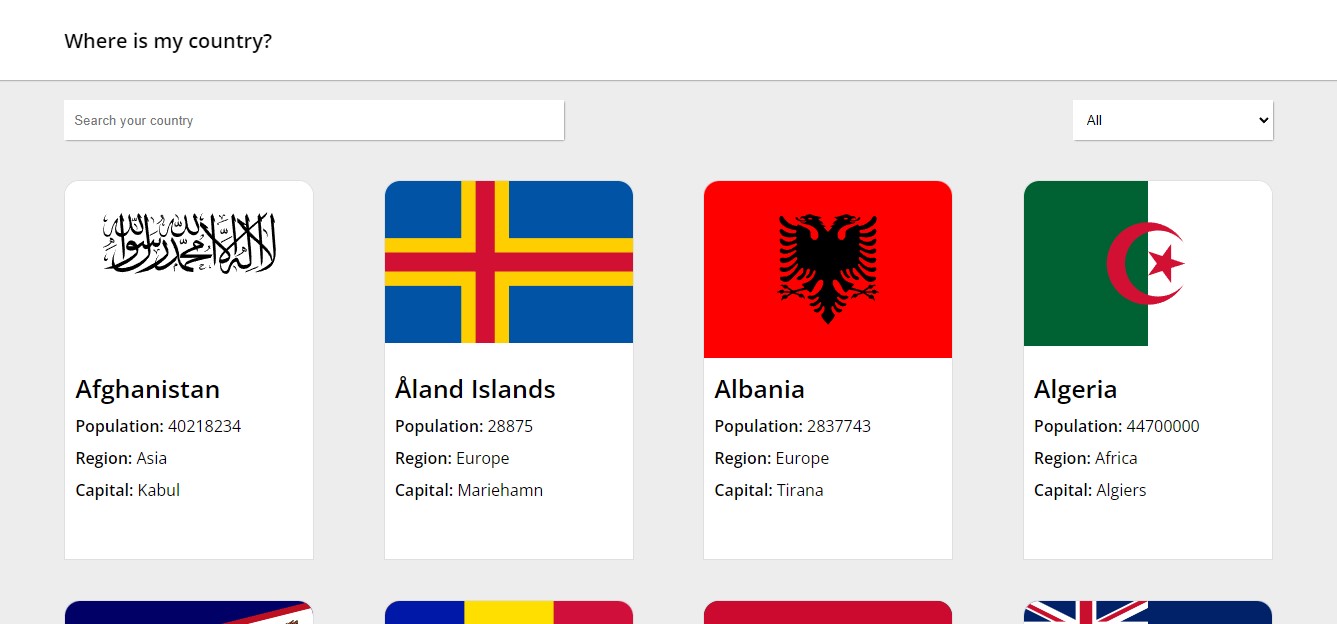 Where is my country?
Search your country
All
لا إله إلا الله محمد رسول الله
Afghanistan
Population: 40218234
Region: Asia
Capital: Kabul
Åland Islands
Population: 28875
Region: Europe
Capital: Mariehamn
Albania
Population: 2837743
Region: Europe
Capital: Tirana
Algeria
Population: 44700000
Region: Africa
Capital: Algiers